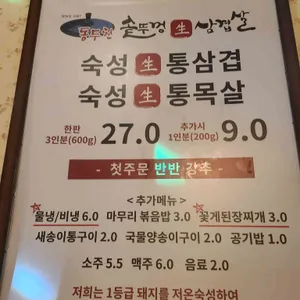 솥뚜껑 生 삼겹살
숙성 生 통삼겹
숙성 生 통목살
한판
3인분(600g) 27.0 추가시
1인분(200g) 9.0
- 첫주문 반반 강추 -
< 추가메뉴 >
물냉/비냉 6.0 마무리 볶음밥 3.0 꽃게된장찌개 3.0
새송이통구이 2.0 국물양송이구이 2.0 공기밥 1.0
소주 5.5 맥주 6.0 음료 2.0
저희는 1등급 돼지를 저온숙성하여